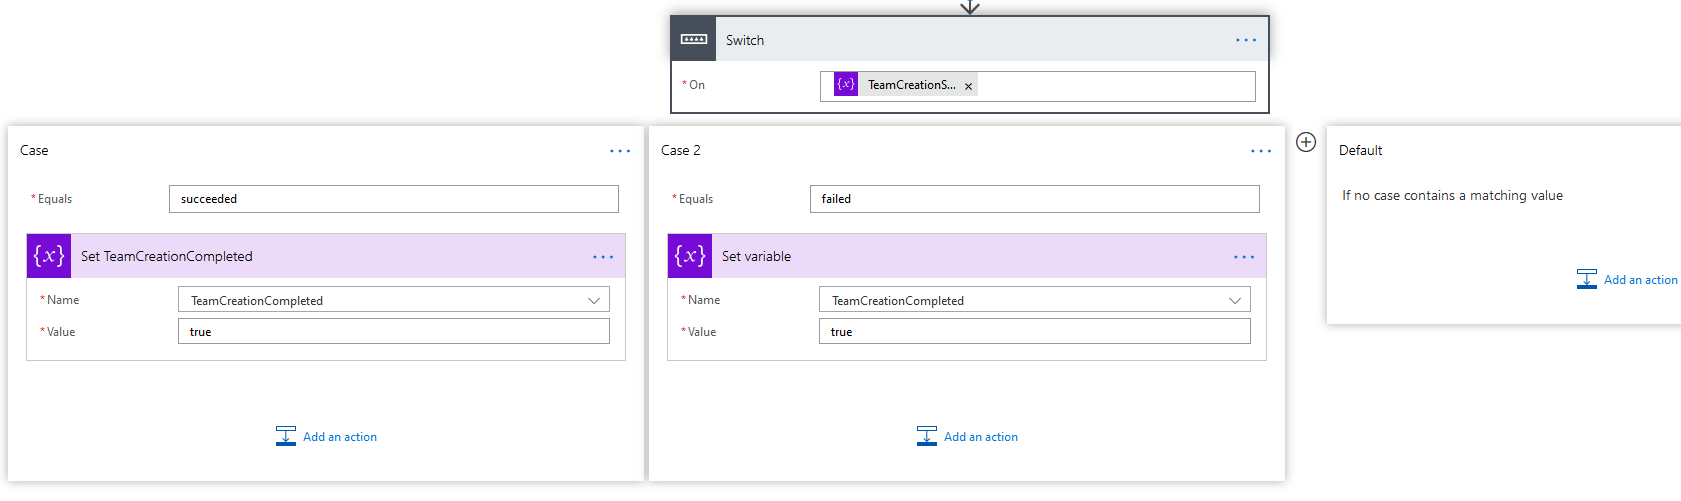 Switch
* On
{x} TeamCreationS... ×
Case
* Equals
succeeded
{x} Set TeamCreationCompleted
* Name
TeamCreationCompleted
* Value
true
Add an action
Case 2
* Equals
failed
{x} Set variable
* Name
TeamCreationCompleted
* Value
true
Add an action
Default
If no case contains a matching value
Add an action